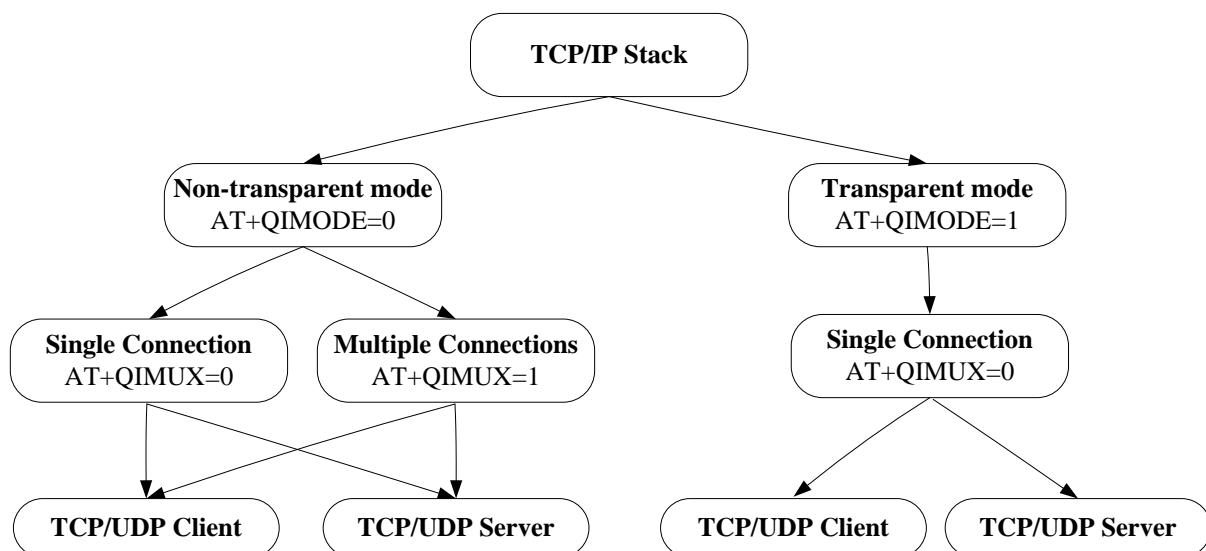 TCP/IP Stack
Non-transparent mode
AT+QIMODE=0
Transparent mode
AT+QIMODE=1
Single Connection
AT+QIMUX=0
Multiple Connections
AT+QIMUX=1
Single Connection
AT+QIMUX=0
TCP/UDP Client
TCP/UDP Server
TCP/UDP Client
TCP/UDP Server